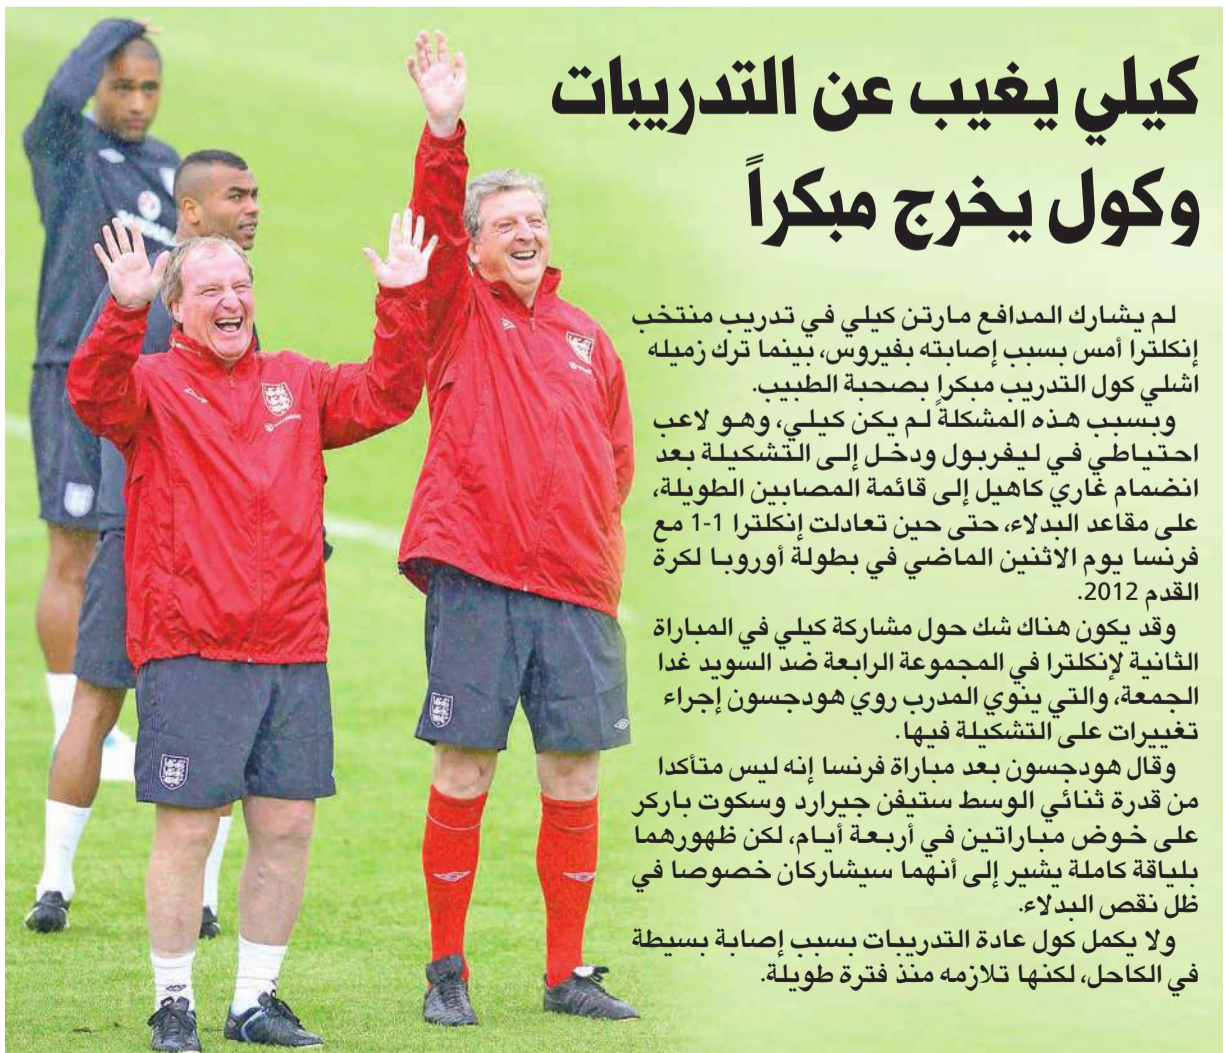 كيلي يغيب عن التدريبات
وكول يخرج مبكراً
لم يشارك المدافع مارتن كيلي في تدريب منتخب
إنكلترا أمس بسبب إصابته بفيروس، بينما ترك زميله
اشلي كول التدريب مبكرا بصحبة الطبيب.
وبسبب هذه المشكلة لم يكن كيلي، وهو لاعب
احتياطي في ليفربول ودخل إلى التشكيلة بعد
انضمام غاري كاهيل إلى قائمة المصابين الطويلة،
على مقاعد البدلاء، حتى حين تعادلت إنكلترا 1-1 مع
فرنسا يوم الاثنين الماضي في بطولة أوروبا لكرة
القدم 2012.
وقد يكون هناك شك حول مشاركة كيلي في المباراة
الثانية لإنكلترا في المجموعة الرابعة ضد السويد غدا
الجمعة، والتي ينوي المدرب روي هودجسون إجراء
تغييرات على التشكيلة فيها.
وقال هودجسون بعد مباراة فرنسا إنه ليس متأكدا
من قدرة ثنائي الوسط ستيفن جيرارد وسكوت باركر
على خوض مباراتين في أربعة أيام، لكن ظهورهما
بلياقة كاملة يشير إلى أنهما سيشاركان خصوصا في
ظل نقص البدلاء.
ولا يكمل كول عادة التدريبات بسبب إصابة بسيطة
في الكاحل، لكنها تلازمه منذ فترة طويلة.